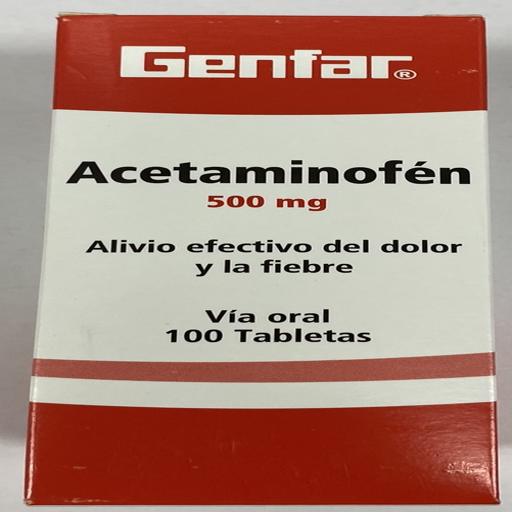 Genfar®
Acetaminofén
500 mg
Alivio efectivo del dolor
y la fiebre
Vía oral
100 Tabletas